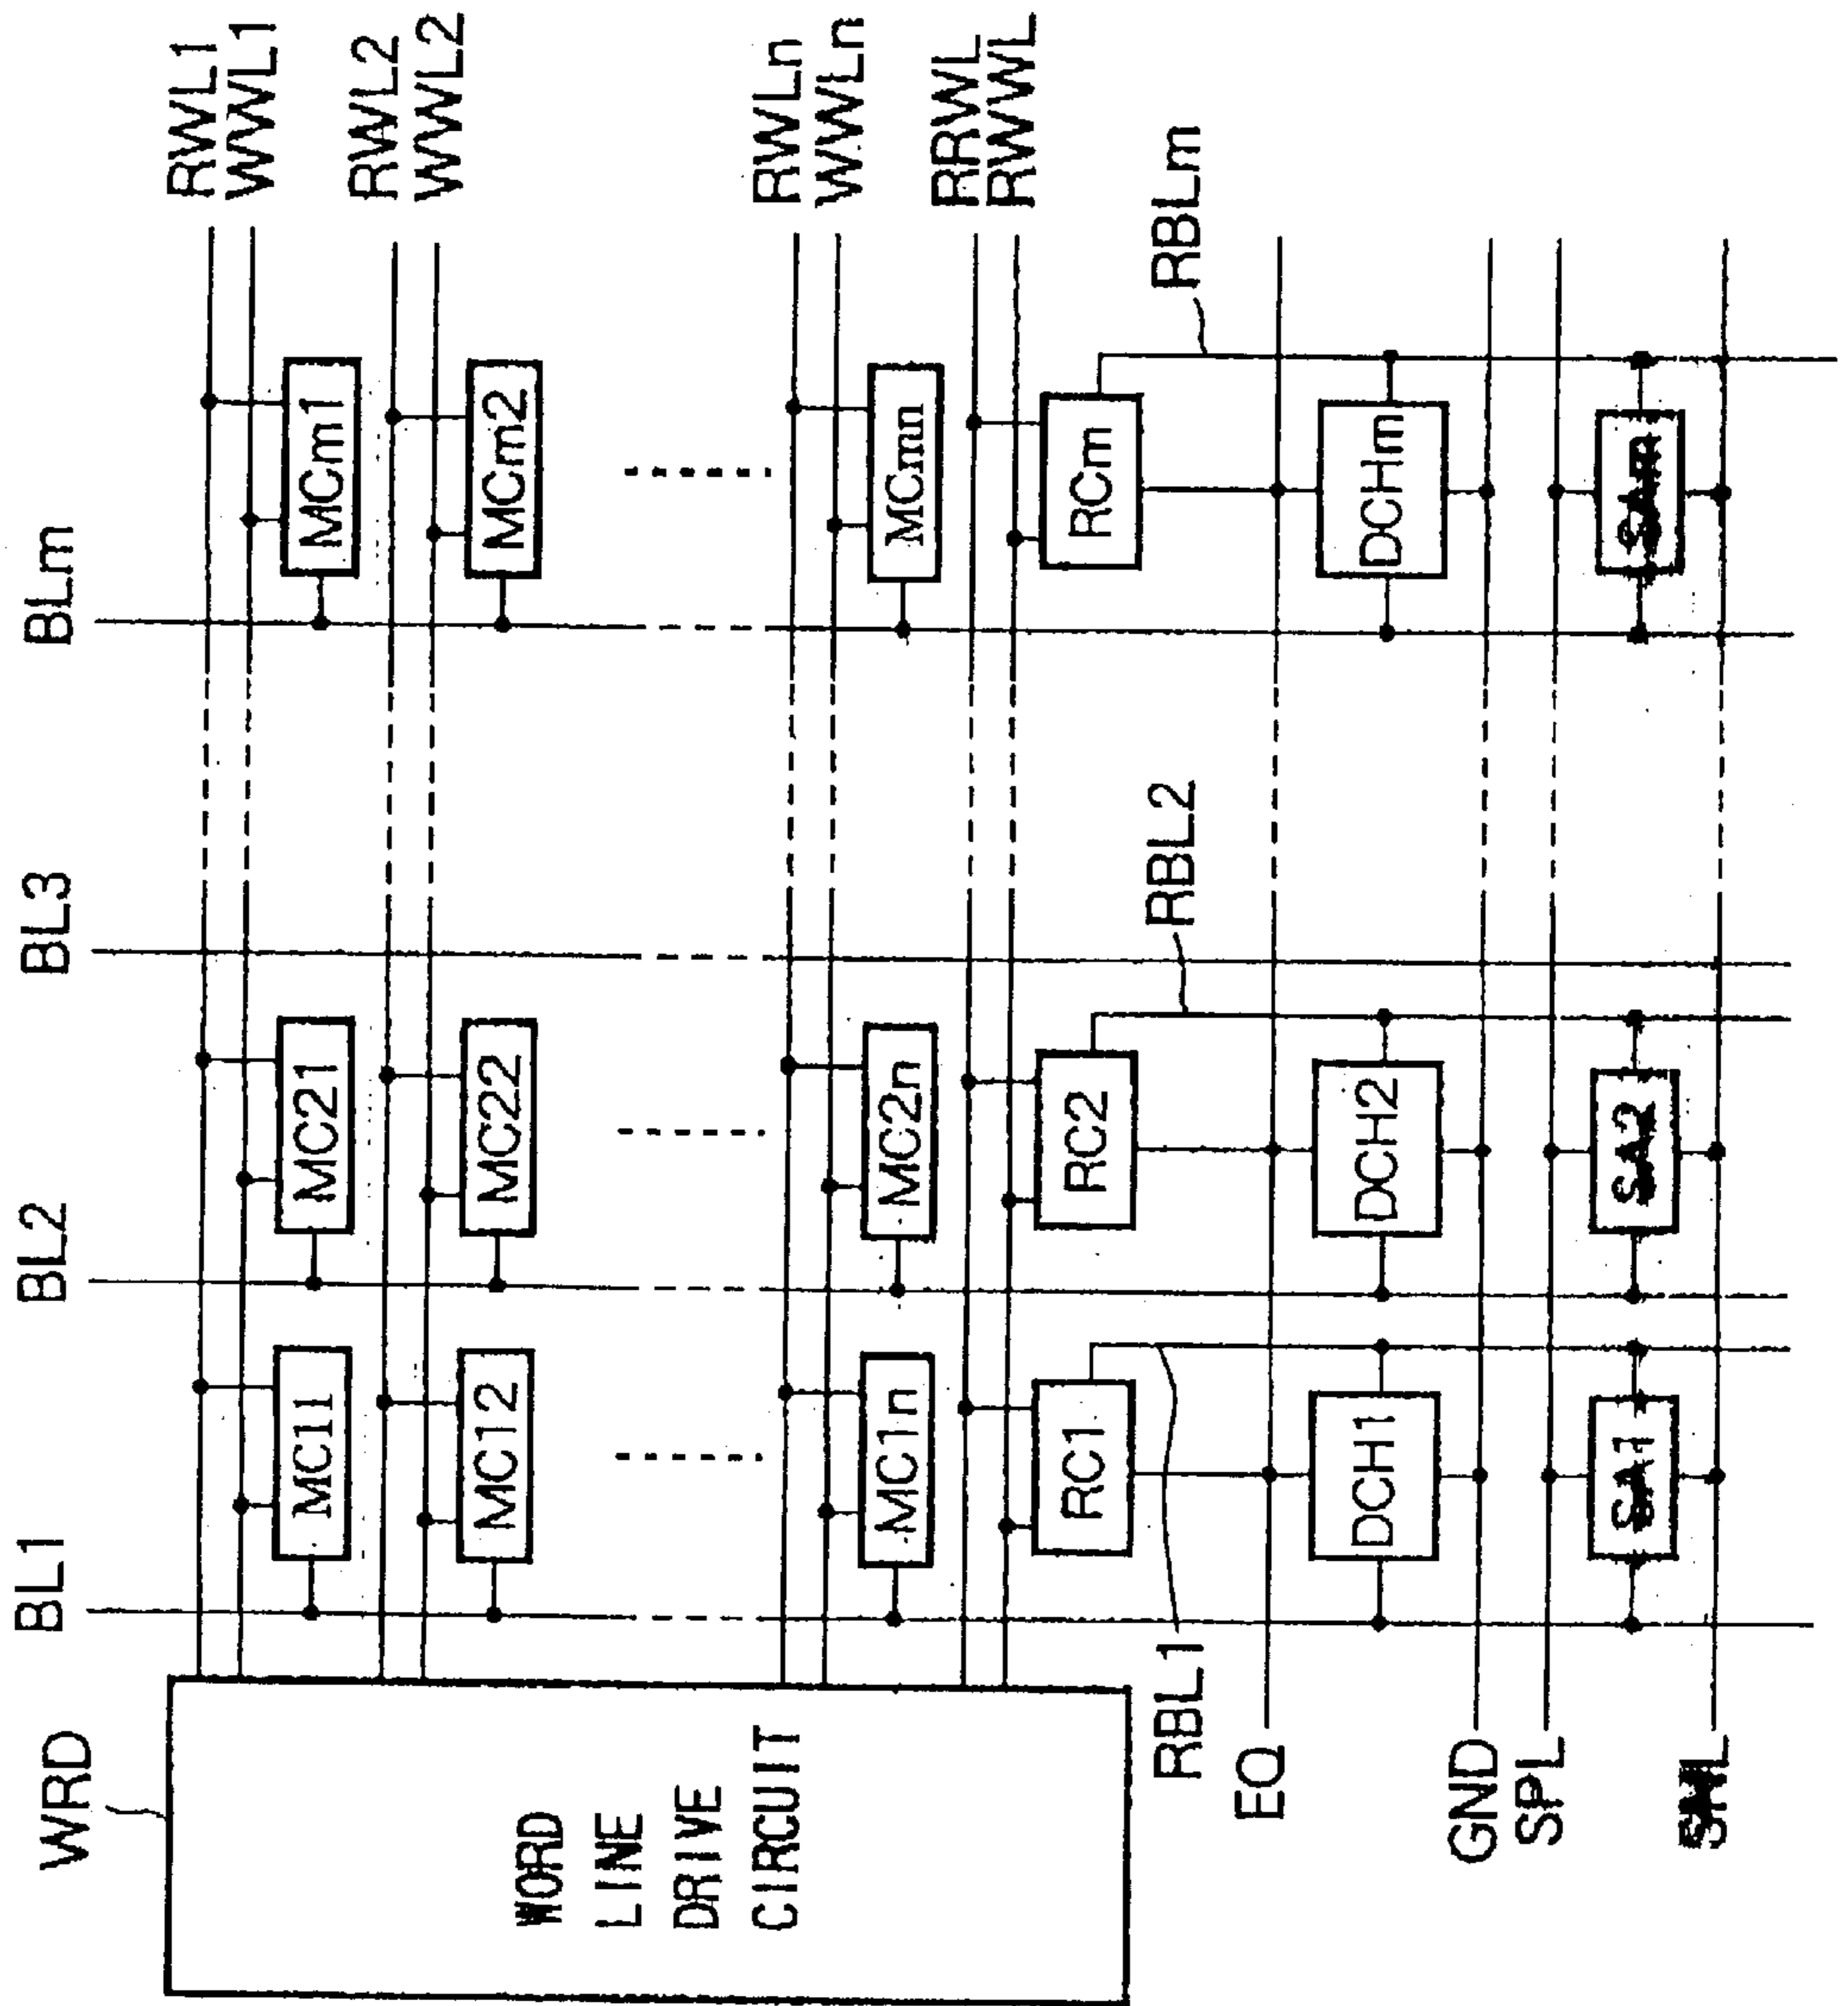 WRD
WORD
LINE
DRIVE
CIRCUIT
BL1
BL2
BL3
BLm
RWL1
WWL1
RWL2
WWL2
RWLn
WWLn
RRWL
RWWL
MC11
MC21
MCm1
MC12
MC22
MCm2
MC1n
MC2n
MCmn
RC1
RC2
RCm
RBL1
RBL2
RBLm
EQ
DCH1
DCH2
DCHm
GND
SPL
SA1
SA2
SAm
SNL